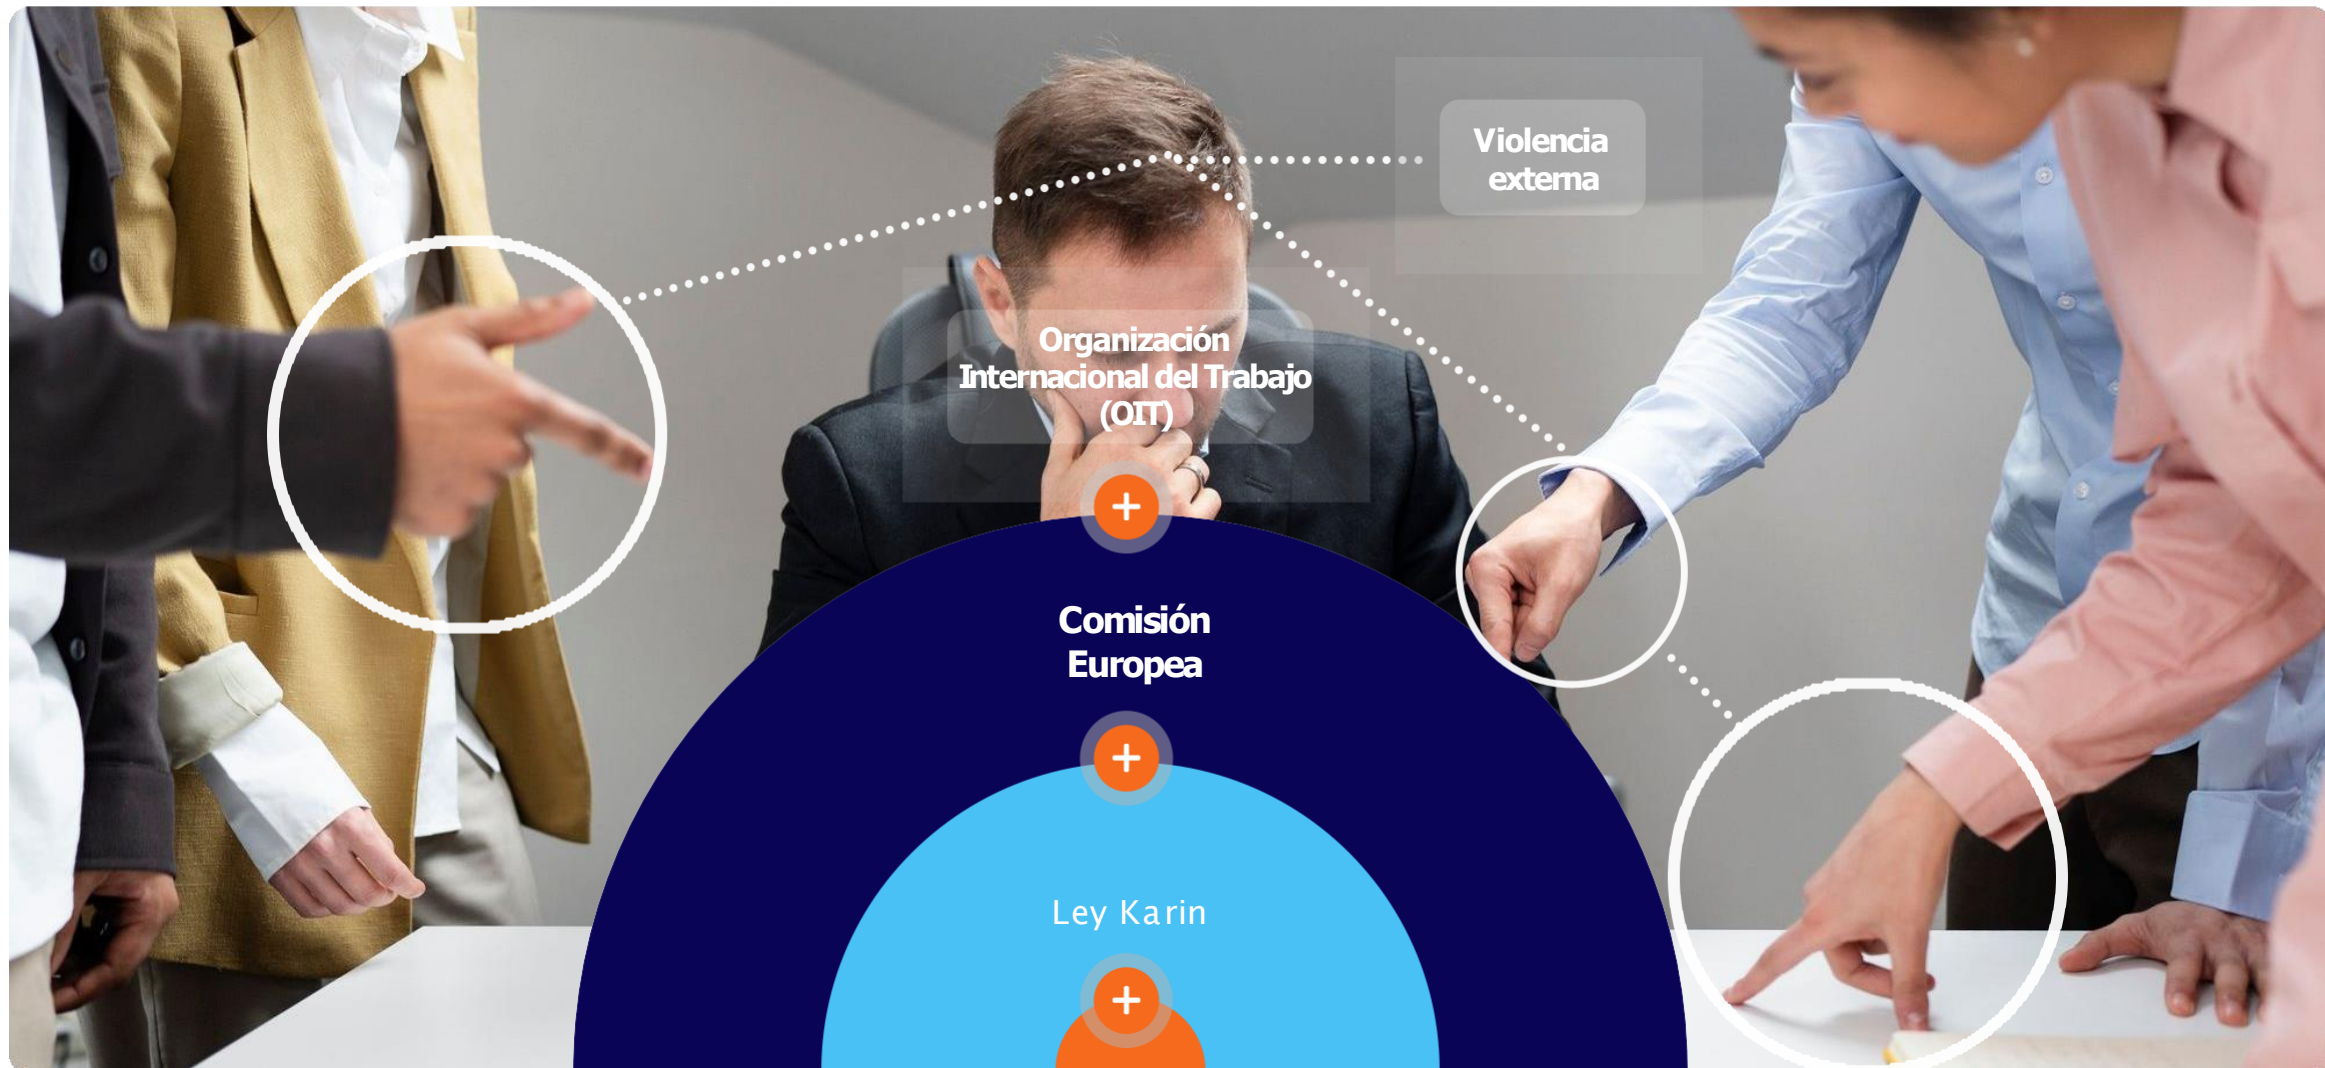 Violencia
externa
Organización
Internacional del Trabajo
(OIT)
Comisión
Europea
Ley Karin